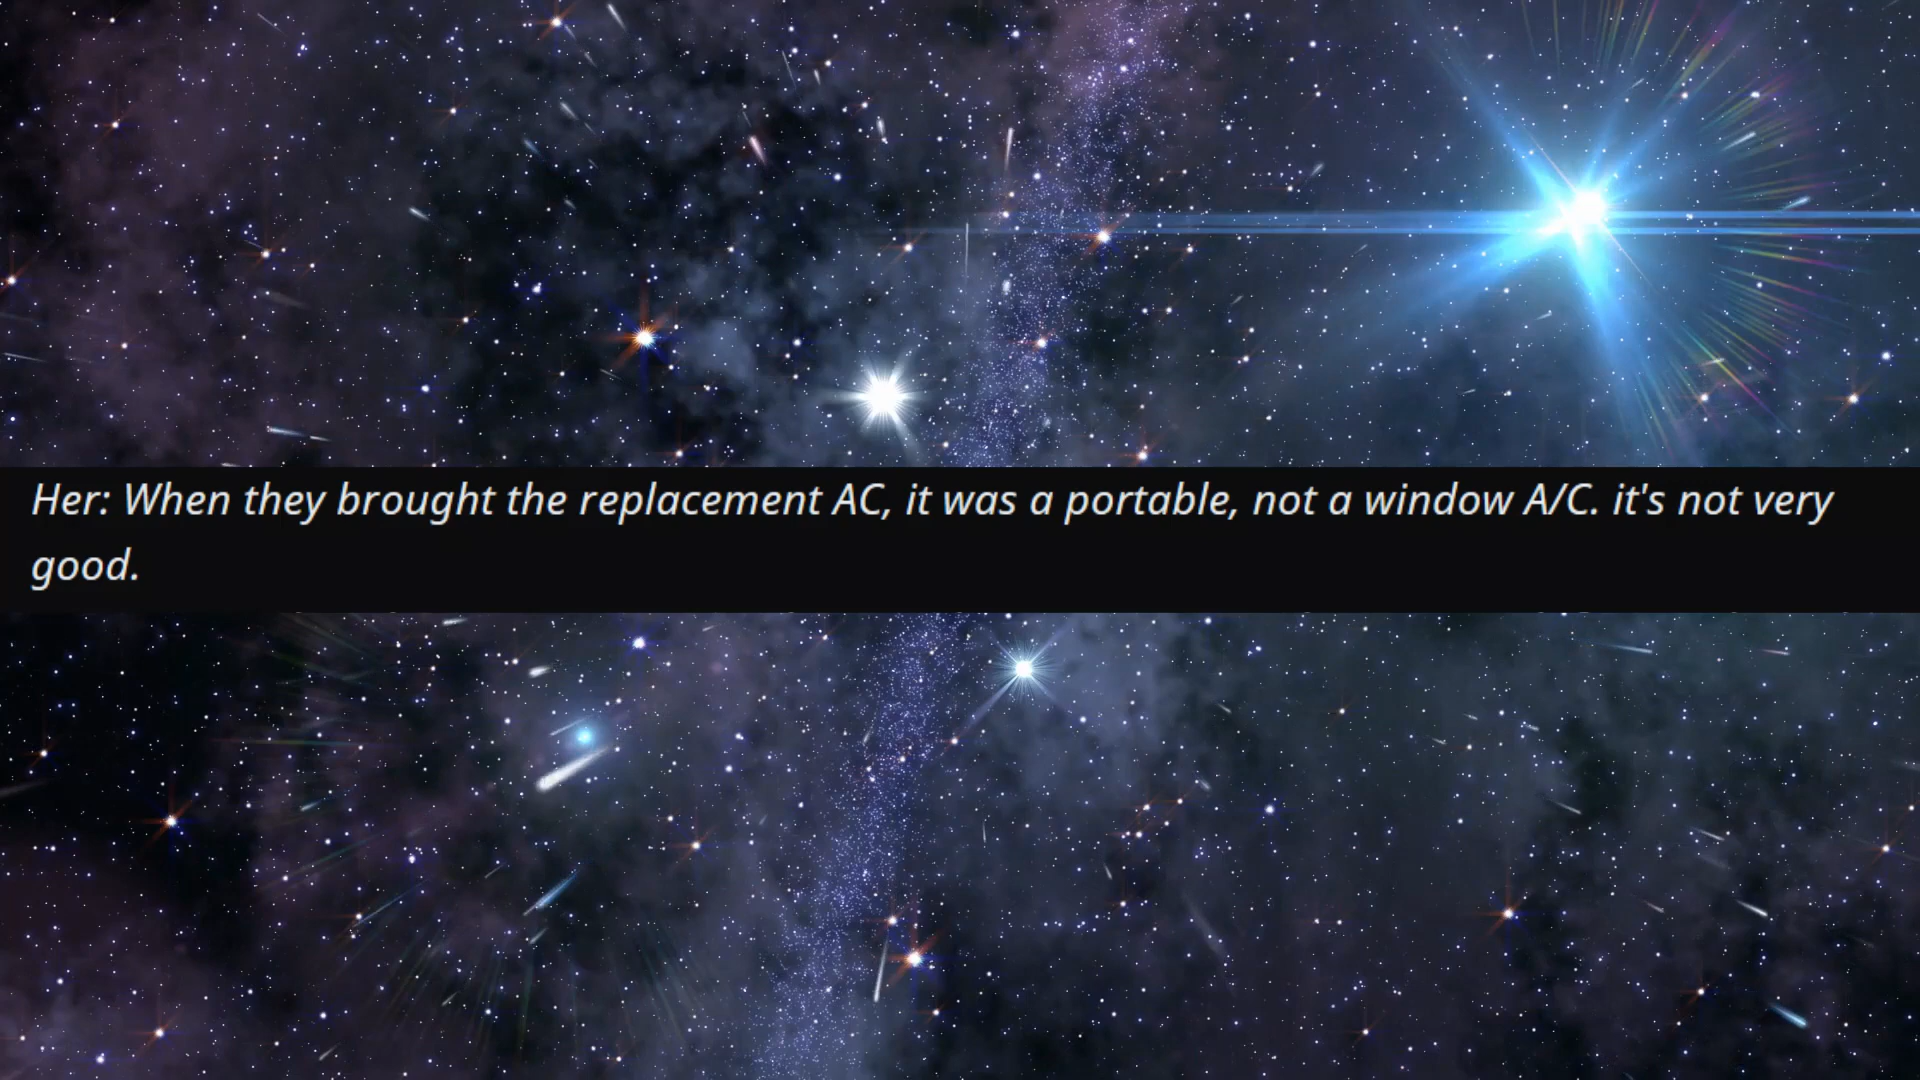 Her: When they brought the replacement AC, it was a portable, not a window A/C. it's not very
good.